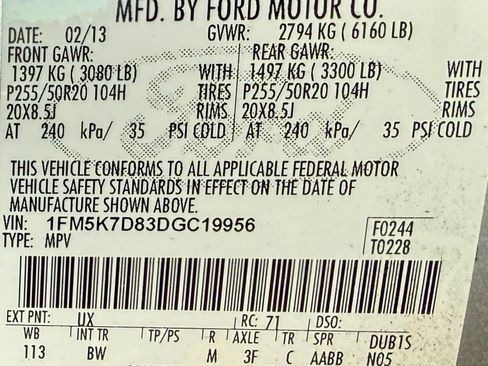 MFD. BY FORD MOTOR CO.
DATE: 02/13 GVWR: 2794 KG ( 6160 LB)
FRONT GAWR: REAR GAWR:
1397 KG ( 3080 LB) WITH 1497 KG ( 3300 LB) WITH
P255/50R20 104H TIRES P255/50R20 104H TIRES
20X8.5J RIMS 20X8.5J RIMS
AT 240 kPa/ 35 PSI COLD AT 240 kPa/ 35 PSI COLD
THIS VEHICLE CONFORMS TO ALL APPLICABLE FEDERAL MOTOR
VEHICLE SAFETY STANDARDS IN EFFECT ON THE DATE OF
MANUFACTURE SHOWN ABOVE.
VIN: 1FM5K7D83DGC19956 F0244
TYPE: MPV T0228
EXT PNT: UX RC: 71 DSO:
WB INT TR TP/PS R AXLE TR SPR DUB1S
113 BW M 3F C AABB N05